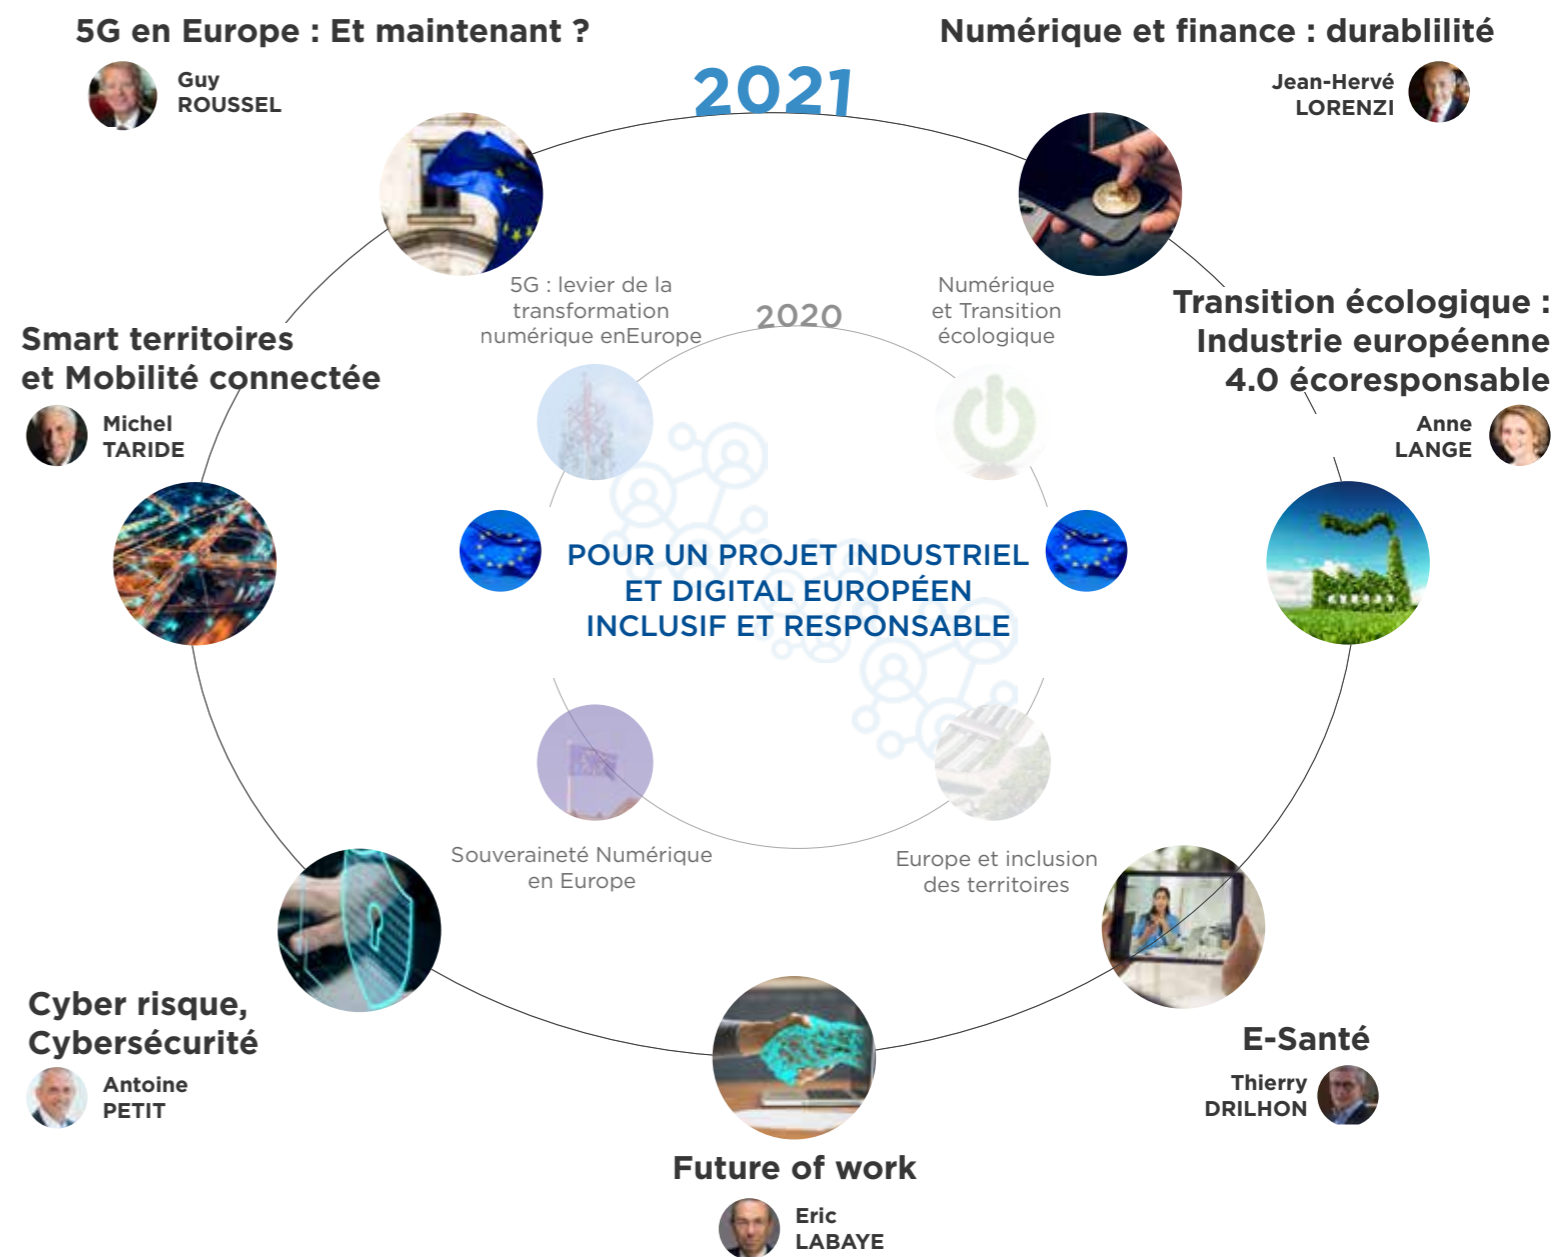 5G en Europe : Et maintenant ?
Guy
ROUSSEL
2021
Numérique et finance : durablilité
Jean-Hervé
LORENZI
5G : levier de la
transformation
numérique enEurope
2020
Numérique
et Transition
écologique
Smart territoires
et Mobilité connectée
Michel
TARIDE
Transition écologique :
Industrie européenne
4.0 écoresponsable
Anne
LANGE
POUR UN PROJET INDUSTRIEL
ET DIGITAL EUROPÉEN
INCLUSIF ET RESPONSABLE
Souveraineté Numérique
en Europe
Europe et inclusion
des territoires
Cyber risque,
Cybersécurité
Antoine
PETIT
E-Santé
Thierry
DRILHON
Future of work
Eric
LABAYE